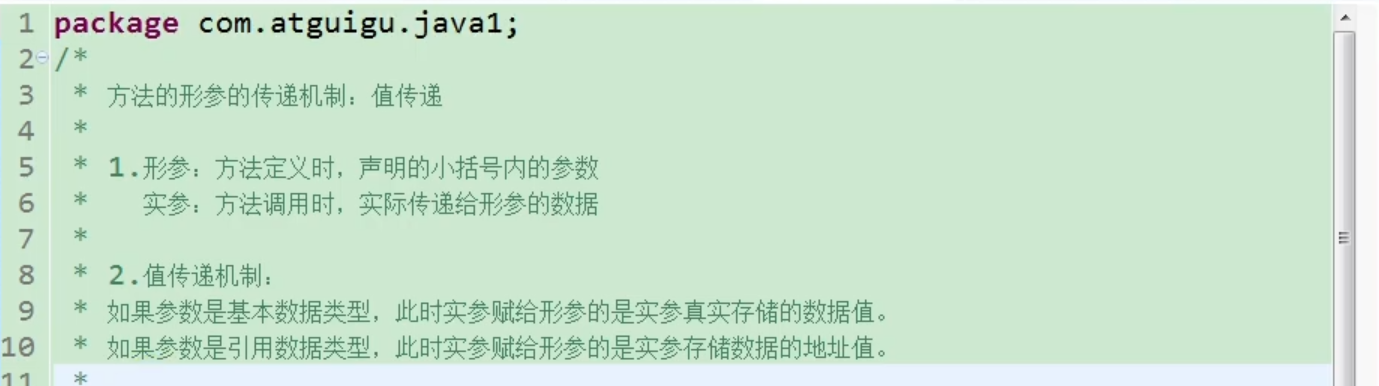 1 package com.atguigu.java1;
2 /*
3 * 方法的形参的传递机制：值传递
4 *
5 * 1.形参：方法定义时，声明的小括号内的参数
6 * 实参：方法调用时，实际传递给形参的数据
7 *
8 * 2.值传递机制：
9 * 如果参数是基本数据类型，此时实参赋给形参的是实参真实存储的数据值。
10 * 如果参数是引用数据类型，此时实参赋给形参的是实参存储数据的地址值。
11 *